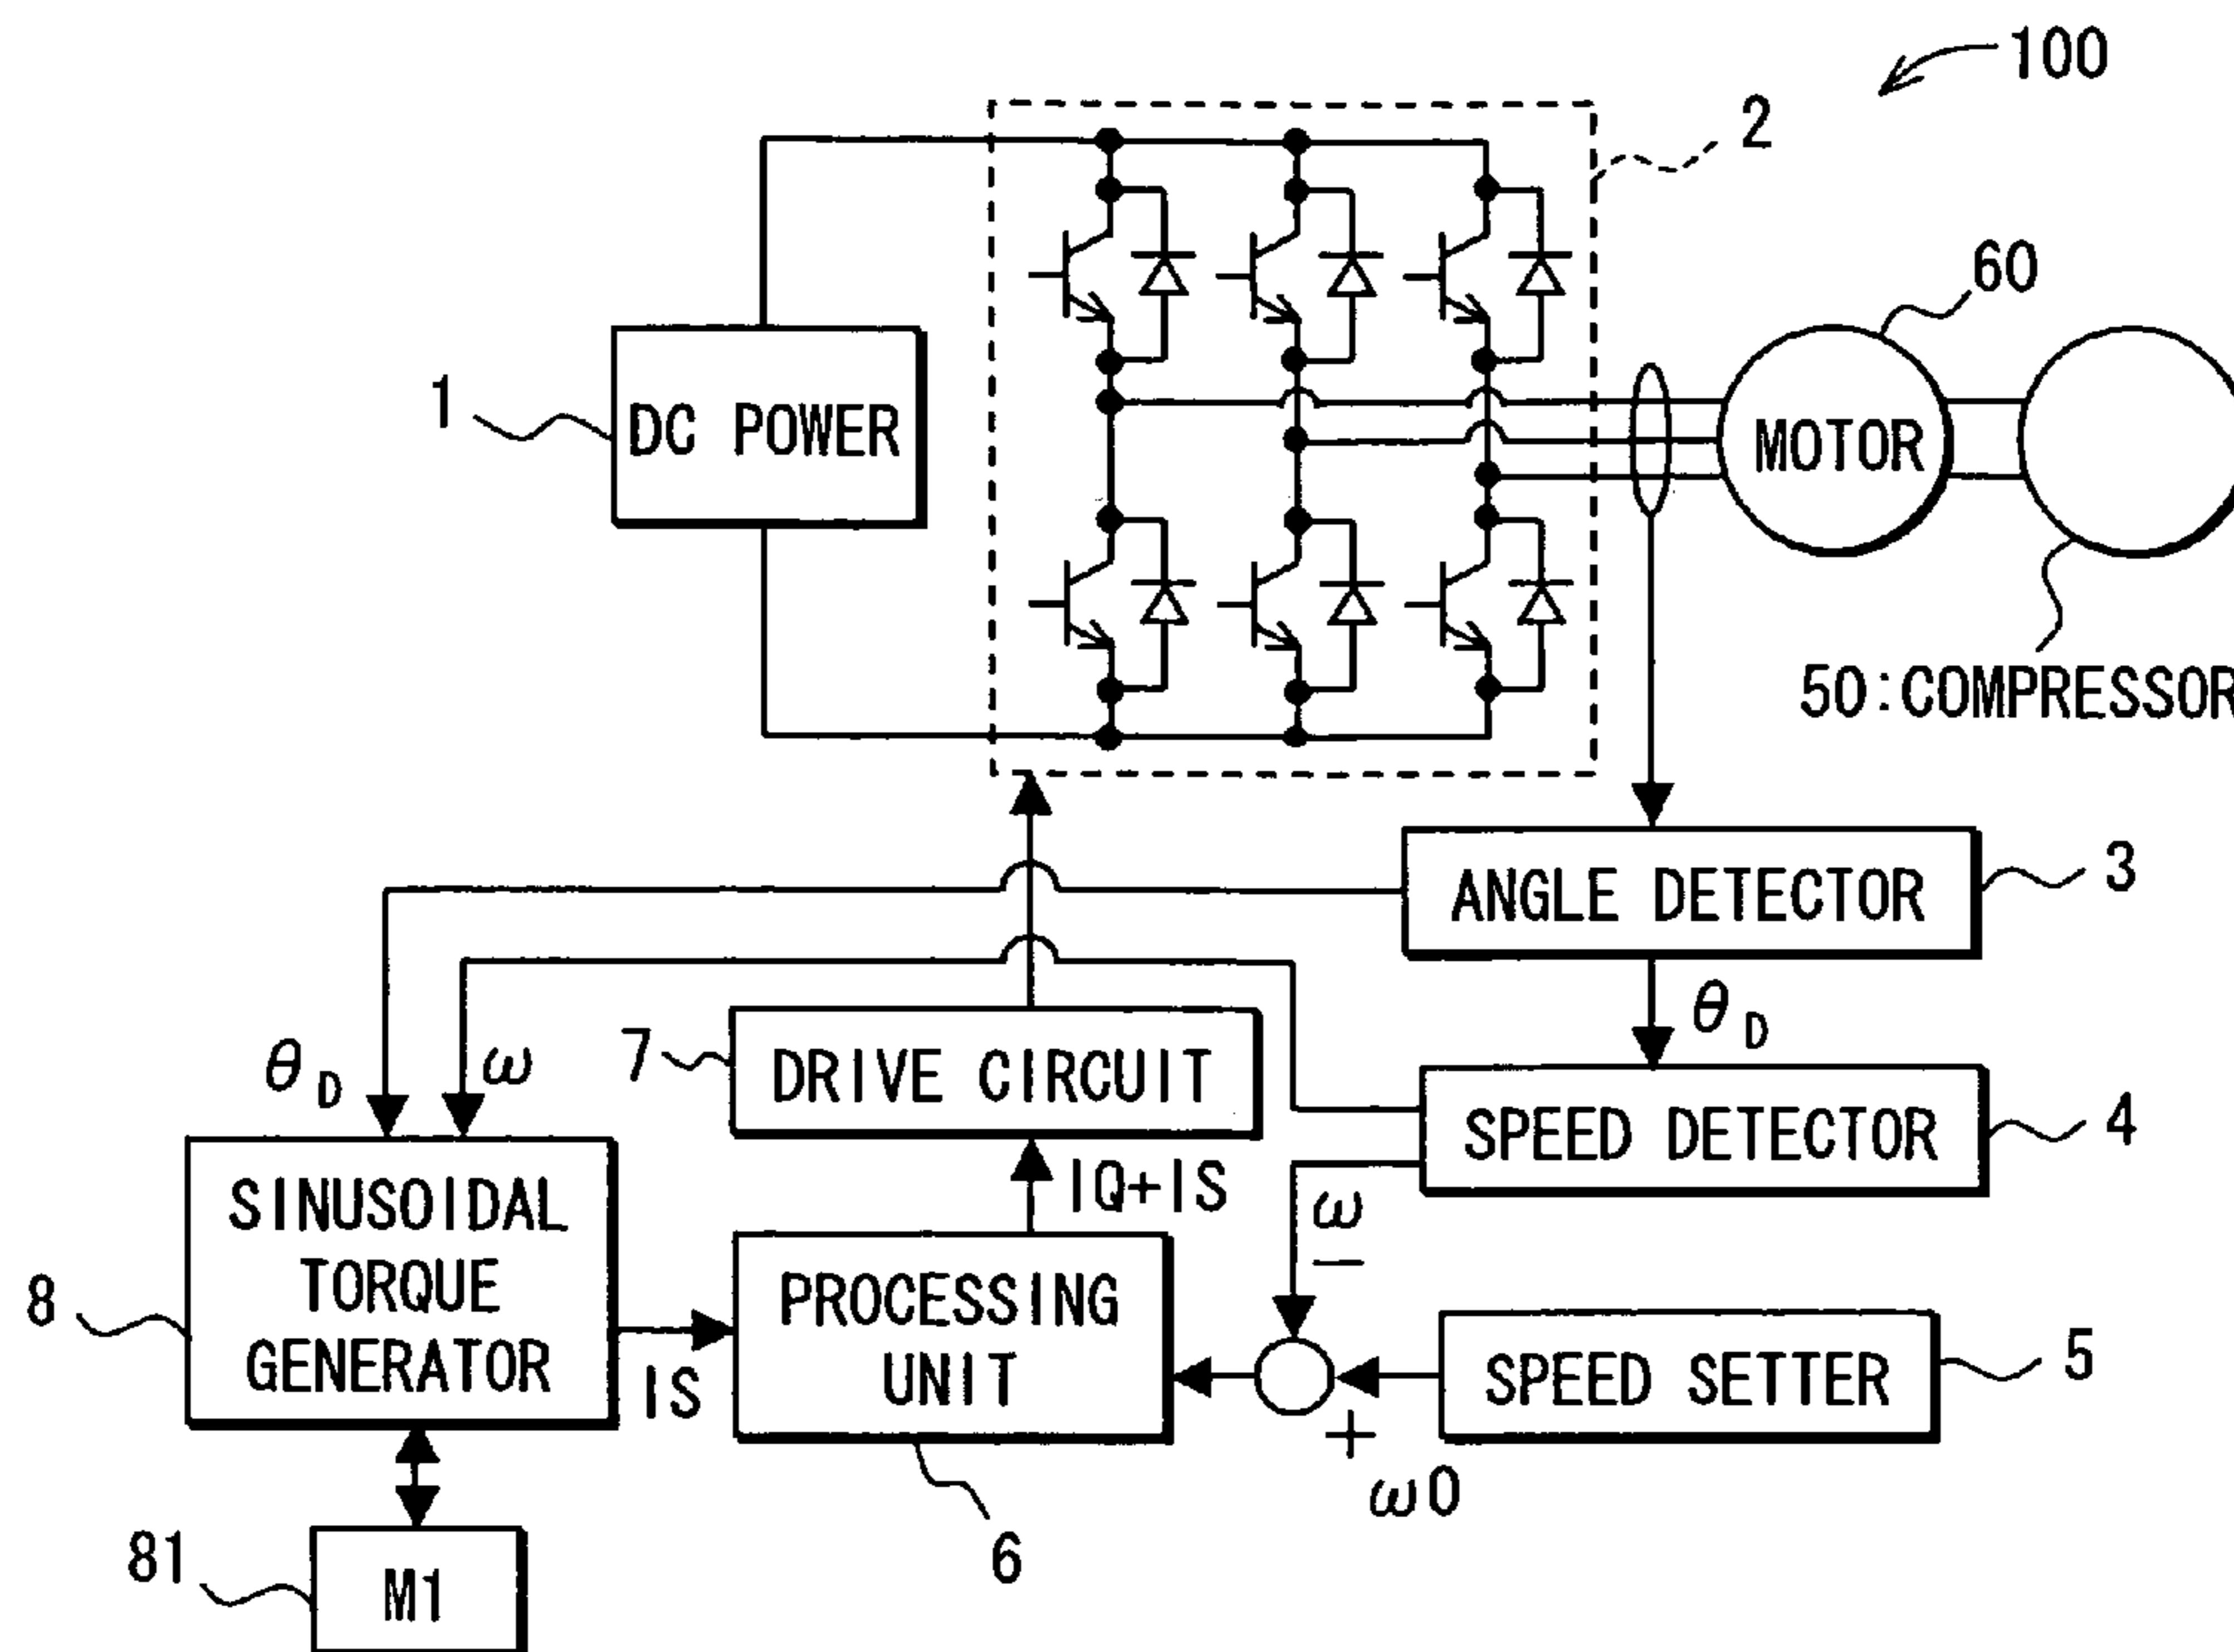 100
2
60
1
DC POWER
MOTOR
50:COMPRESSOR
3
ANGLE DETECTOR
θD
θD
ω
7
DRIVE CIRCUIT
4
SPEED DETECTOR
IQ+IS
ω
−
SINUSOIDAL
TORQUE
GENERATOR
8
PROCESSING
UNIT
IS
5
SPEED SETTER
+
ω0
6
81
M1